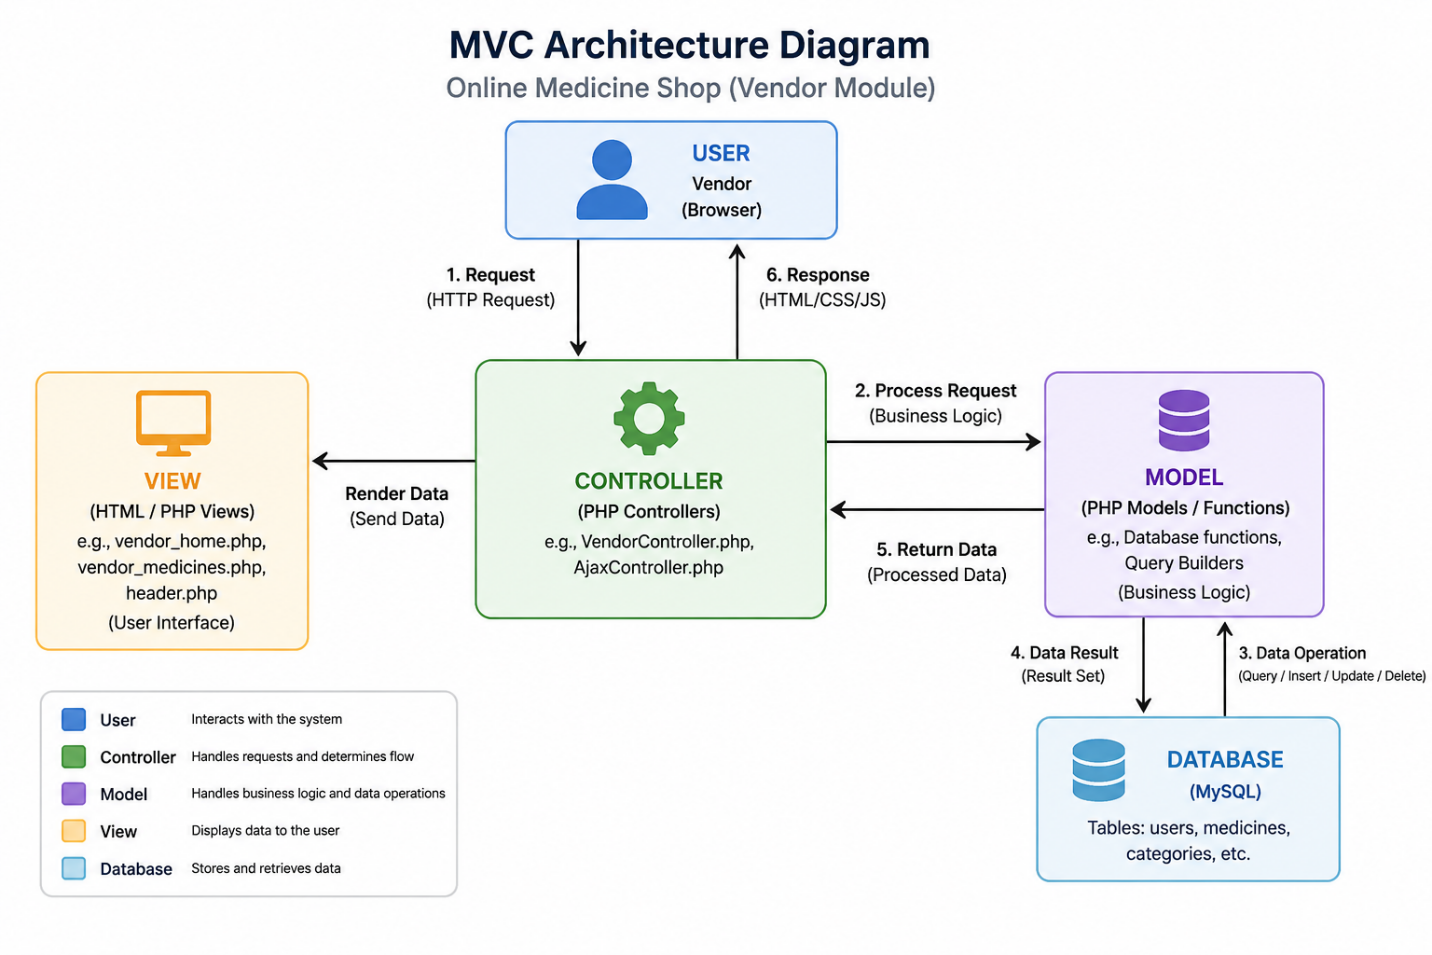 MVC Architecture Diagram
Online Medicine Shop (Vendor Module)
USER
Vendor
(Browser)
1. Request
(HTTP Request)
6. Response
(HTML/CSS/JS)
VIEW
(HTML / PHP Views)
e.g., vendor_home.php,
vendor_medicines.php,
header.php
(User Interface)
Render Data
(Send Data)
CONTROLLER
(PHP Controllers)
e.g., VendorController.php,
AjaxController.php
2. Process Request
(Business Logic)
5. Return Data
(Processed Data)
MODEL
(PHP Models / Functions)
e.g., Database functions,
Query Builders
(Business Logic)
4. Data Result
(Result Set)
3. Data Operation
(Query / Insert / Update / Delete)
DATABASE
(MySQL)
Tables: users, medicines,
categories, etc.
User Interacts with the system
Controller Handles requests and determines flow
Model Handles business logic and data operations
View Displays data to the user
Database Stores and retrieves data